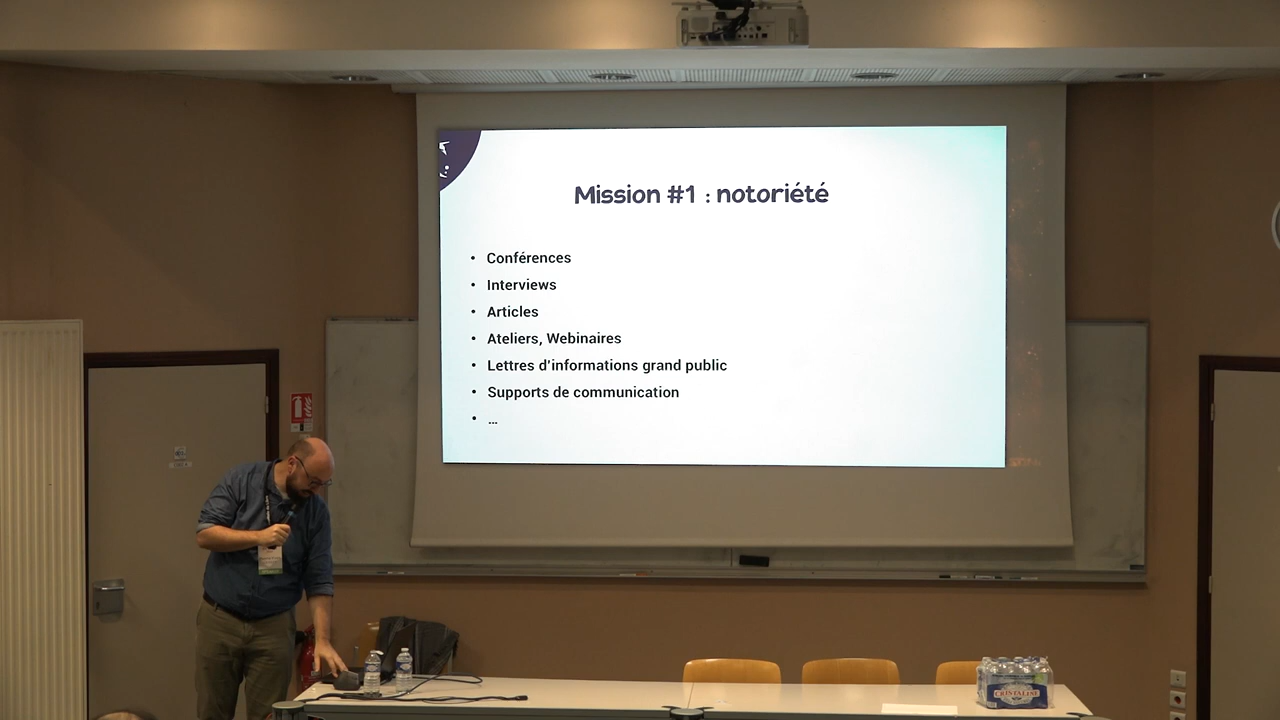 Mission #1 : notoriété
• Conférences
• Interviews
• Articles
• Ateliers, Webinaires
• Lettres d'informations grand public
• Supports de communication
• ...
CRISTALINE